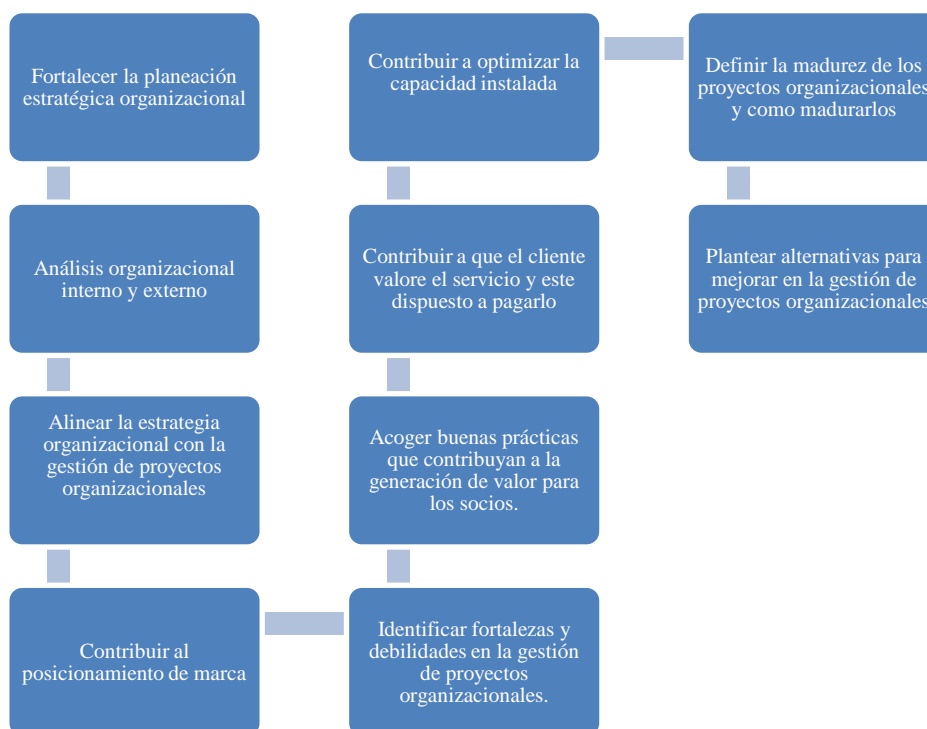 Fortalecer la planeación
estratégica organizacional
Análisis organizacional
interno y externo
Alinear la estrategia
organizacional con la
gestión de proyectos
organizacionales
Contribuir al
posicionamiento de marca
Identificar fortalezas y
debilidades en la gestión
de proyectos
organizacionales.
Acoger buenas prácticas
que contribuyan a la
generación de valor para
los socios.
Contribuir a que el cliente
valore el servicio y este
dispuesto a pagarlo
Contribuir a optimizar la
capacidad instalada
Definir la madurez de los
proyectos organizacionales
y como madurarlos
Plantear alternativas para
mejorar en la gestión de
proyectos organizacionales